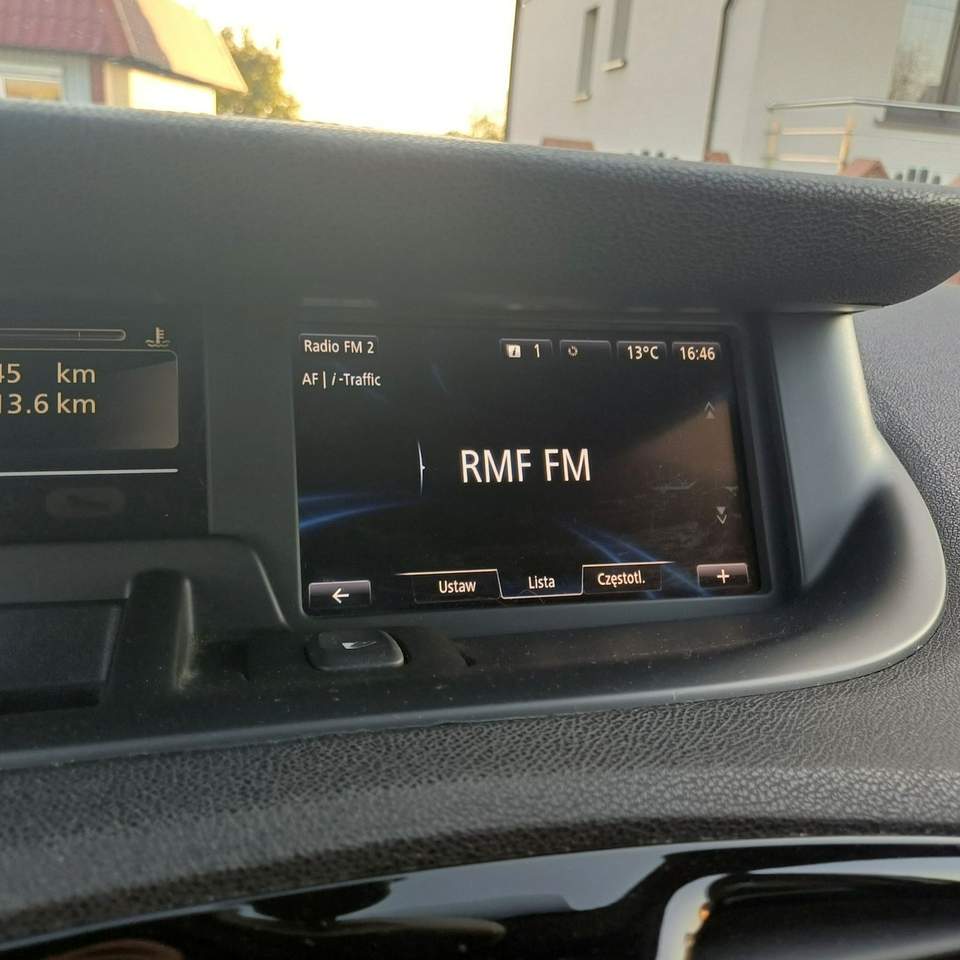 Radio FM 2
i 1
13°C
16:46
AF | i-Traffic
45 km
13.6 km
RMF FM
Ustaw
Lista
Częstotl.